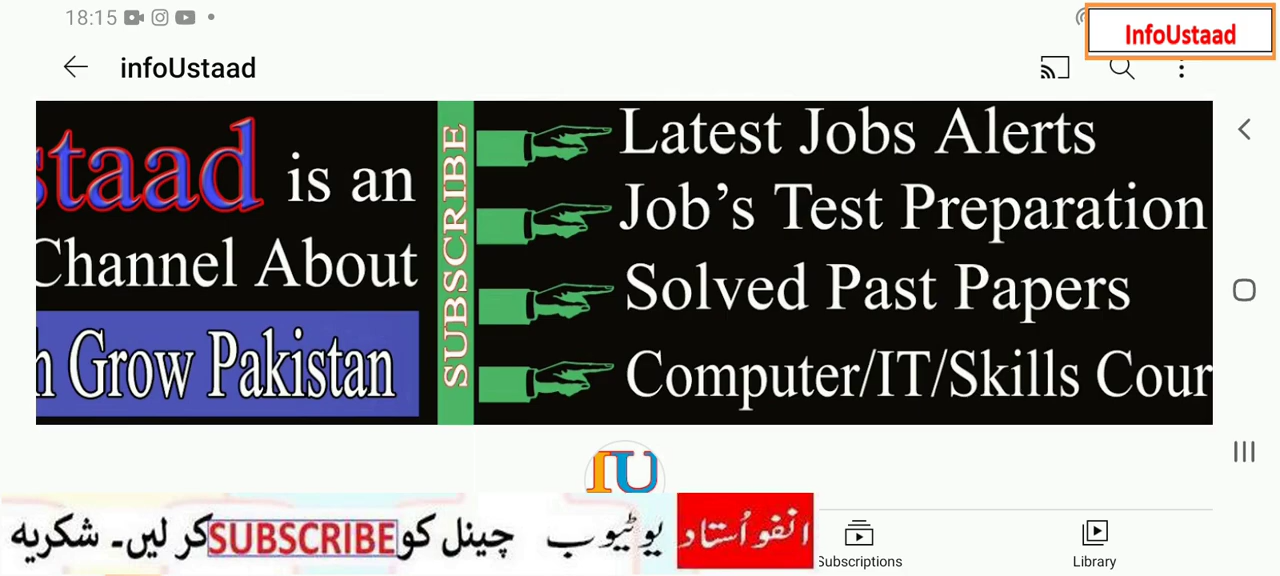 18:15
InfoUstaad
infoUstaad
staad is an
Channel About
n Grow Pakistan
SUBSCRIBE
Latest Jobs Alerts
Job’s Test Preparation
Solved Past Papers
Computer/IT/Skills Cour
IU
انفو اُستاد یوٹیوب چینل کو SUBSCRIBE کر لیں۔ شکریہ
Subscriptions
Library